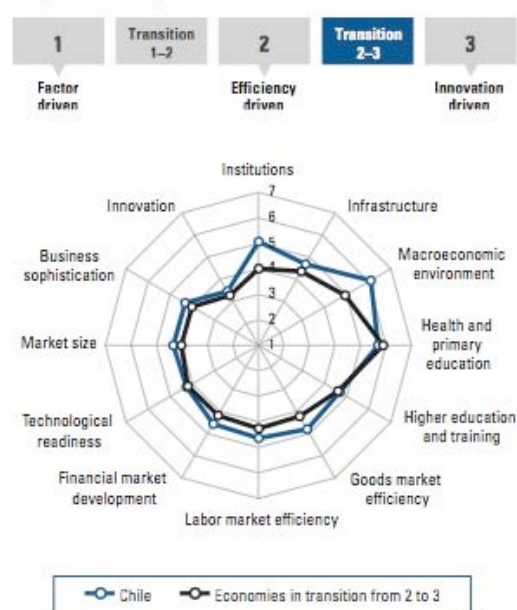 1
Transition
1–2
2
Transition
2–3
3
Factor
driven
Efficiency
driven
Innovation
driven
Institutions
7
Innovation
6
Infrastructure
5
Business
sophistication
4
Macroeconomic
environment
3
2
Market size
1
Health and
primary
education
Technological
readiness
Higher education
and training
Financial market
development
Goods market
efficiency
Labor market efficiency
Chile
Economies in transition from 2 to 3